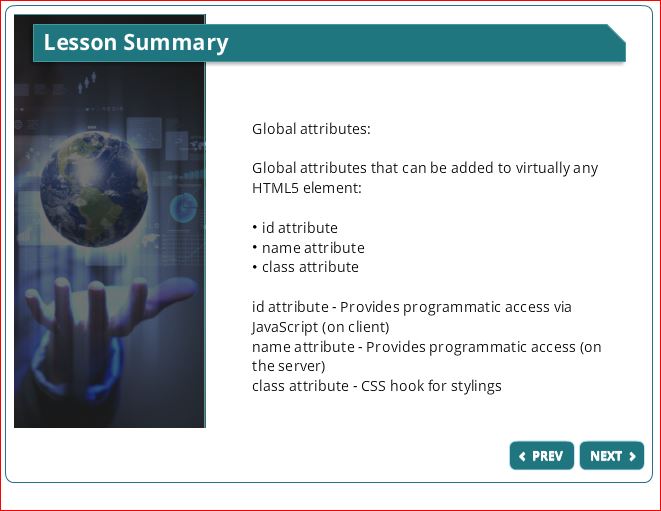 Lesson Summary
Global attributes:
Global attributes that can be added to virtually any
HTML5 element:
• id attribute
• name attribute
• class attribute
id attribute - Provides programmatic access via
JavaScript (on client)
name attribute - Provides programmatic access (on
the server)
class attribute - CSS hook for stylings
PREV NEXT